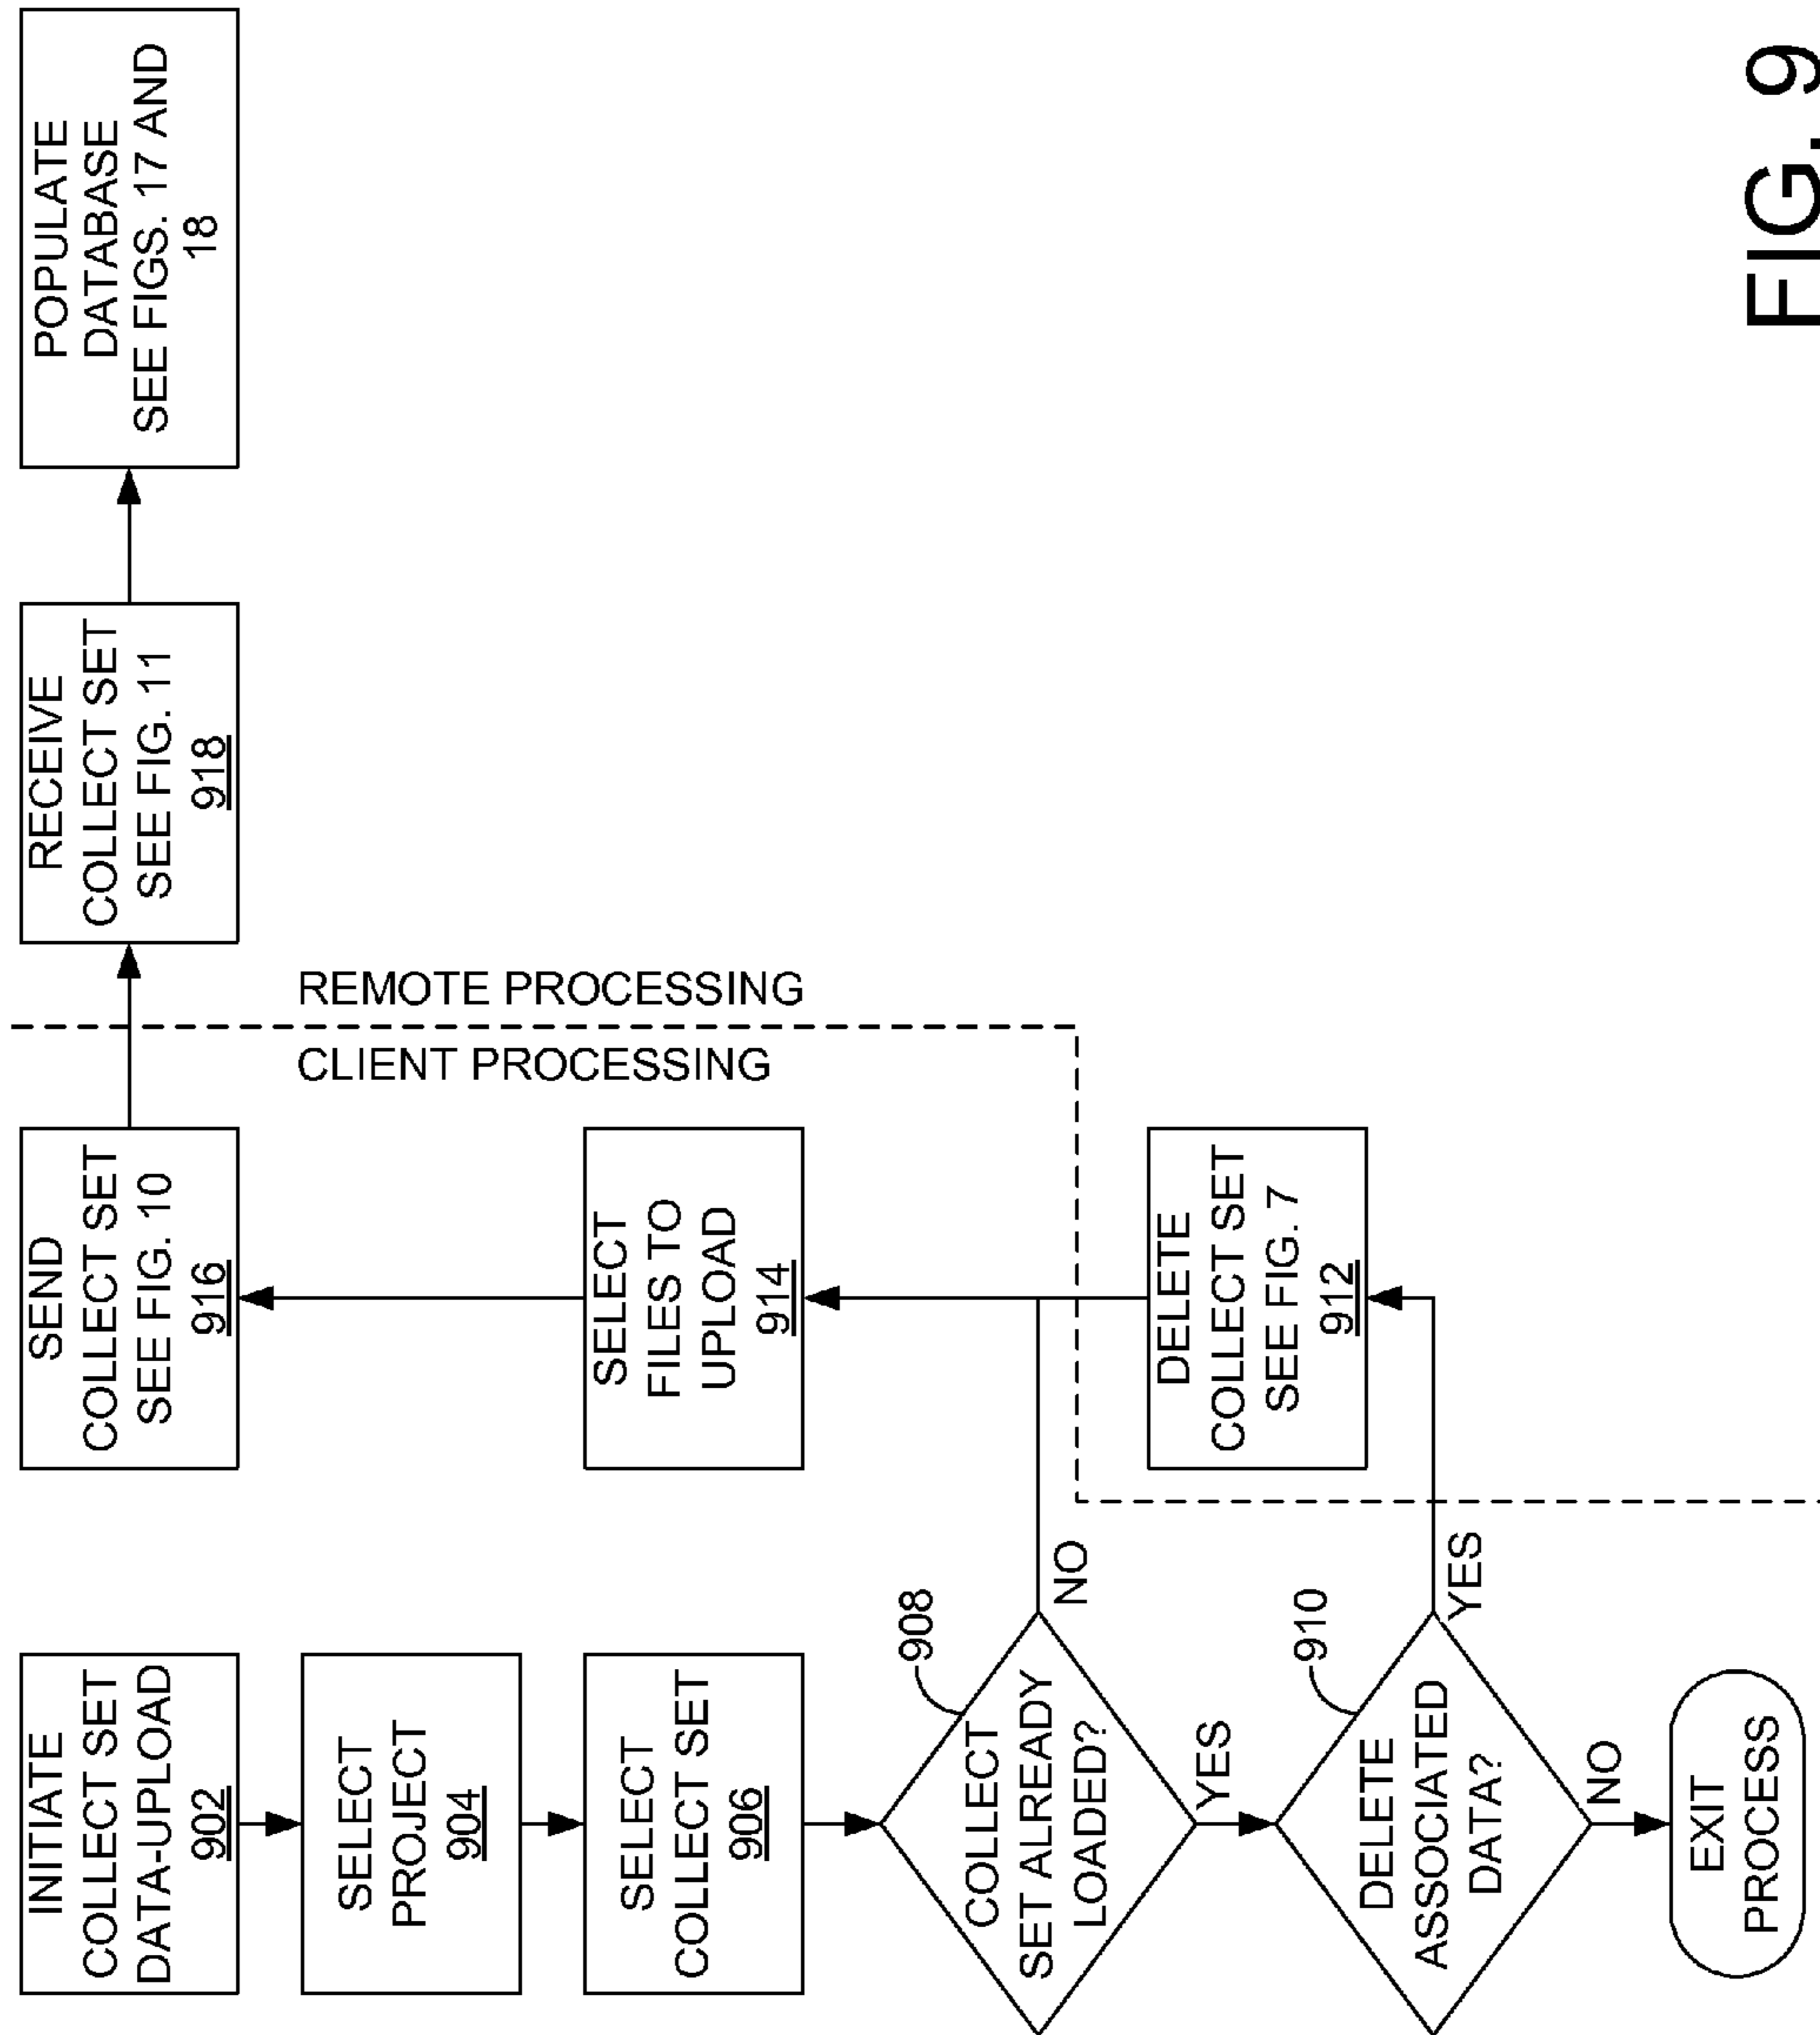 INITIATE
COLLECT SET
DATA-UPLOAD
902
SELECT
PROJECT
904
SELECT
COLLECT SET
906
COLLECT
SET ALREADY
LOADED?
908
NO
YES
DELETE
ASSOCIATED
DATA?
910
YES
NO
EXIT
PROCESS
SEND
COLLECT SET
SEE FIG. 10
916
SELECT
FILES TO
UPLOAD
914
DELETE
COLLECT SET
SEE FIG. 7
912
CLIENT PROCESSING
REMOTE PROCESSING
RECEIVE
COLLECT SET
SEE FIG. 11
918
POPULATE
DATABASE
SEE FIGS. 17 AND
18
FIG. 9